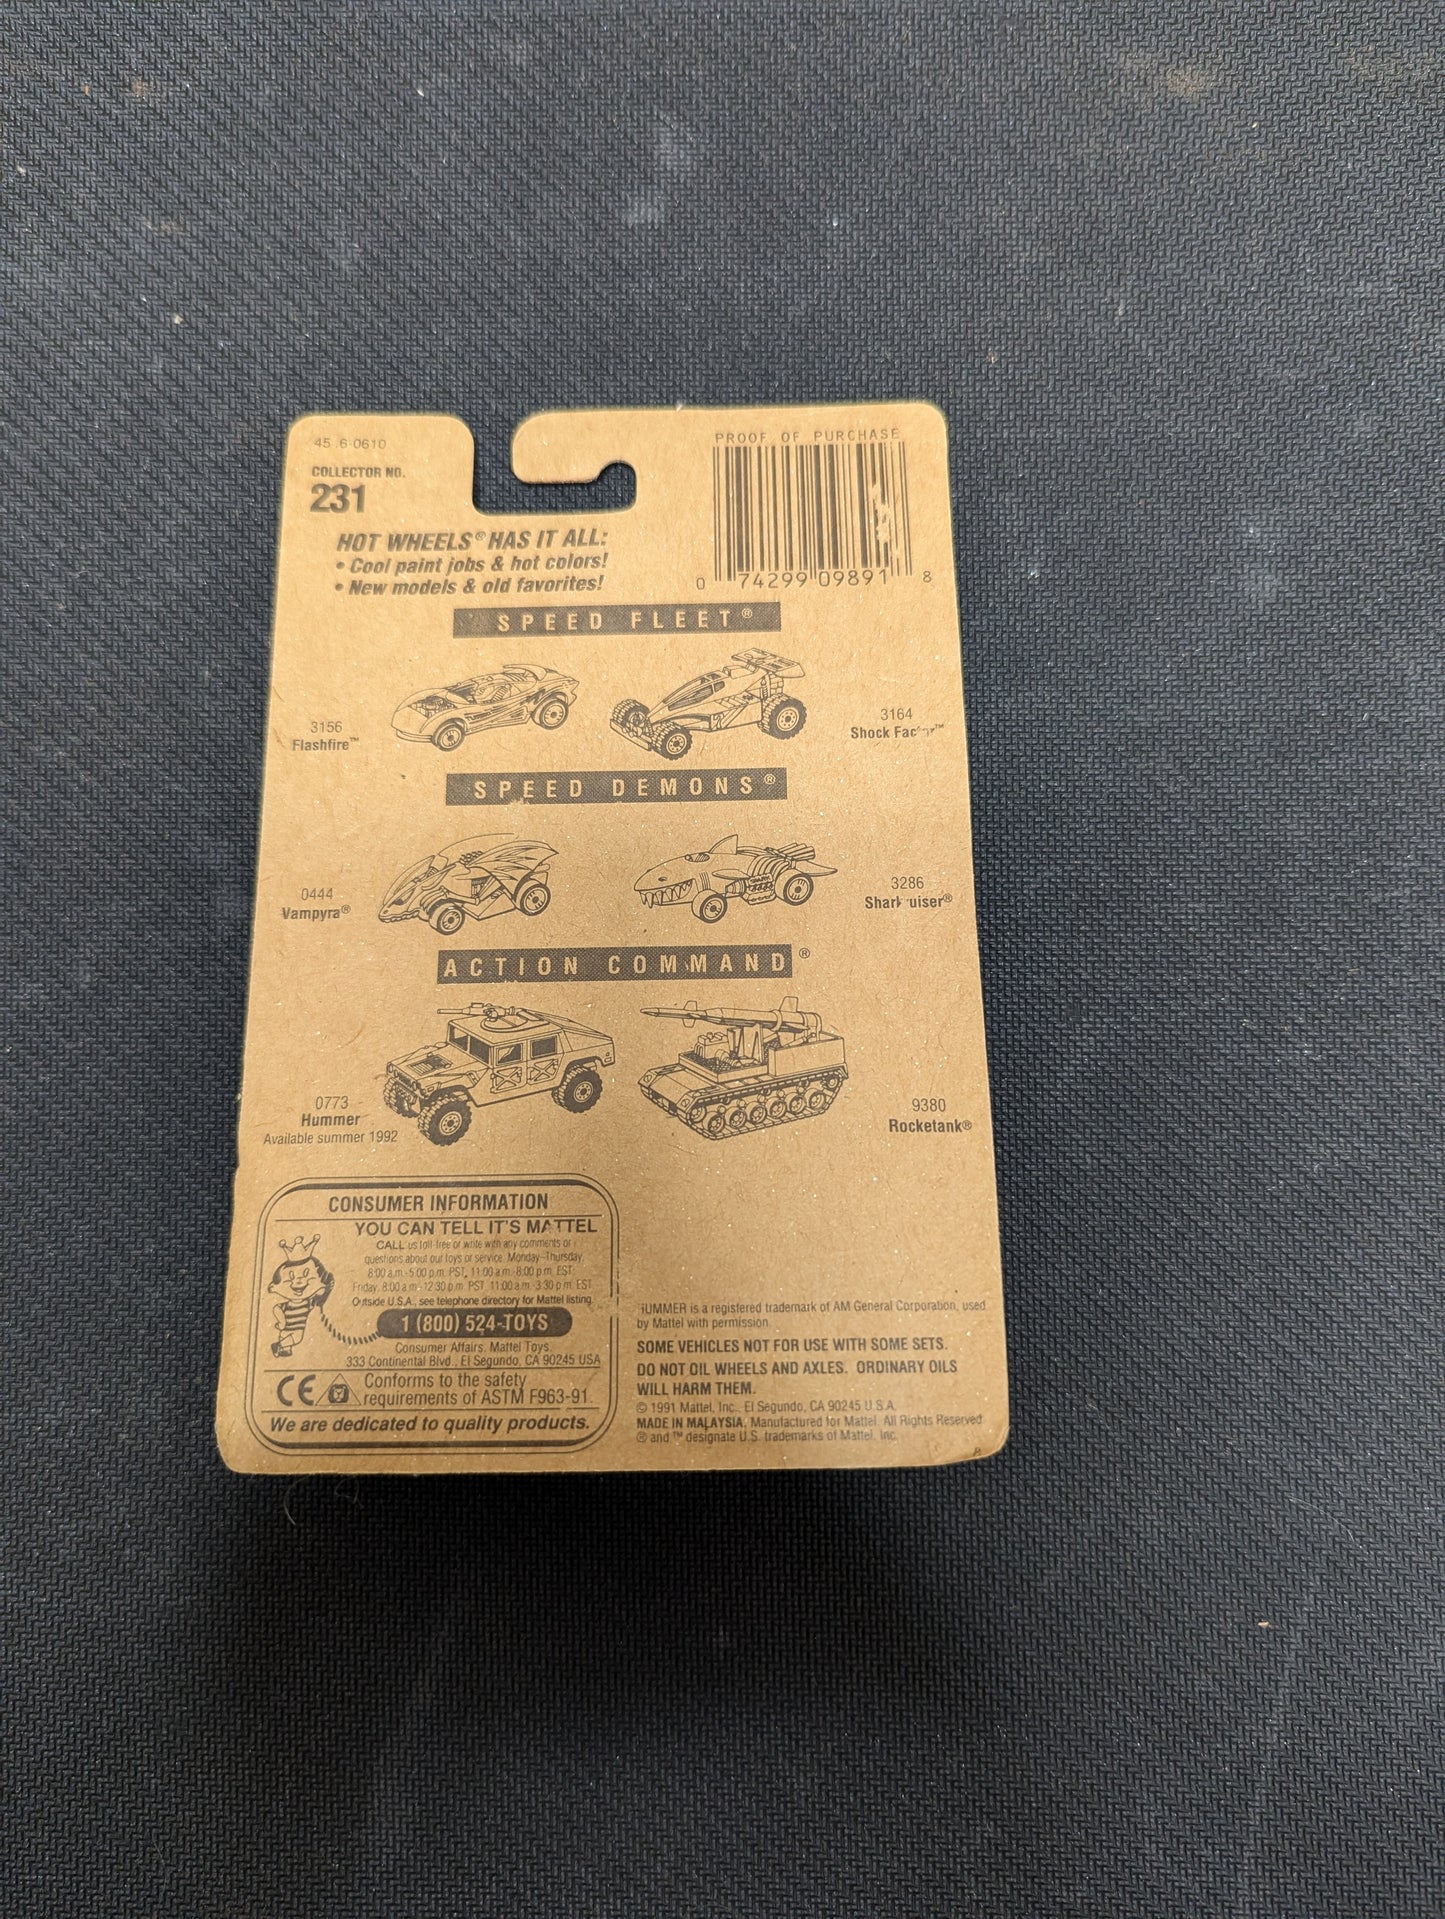 45 6-0610
COLLECTOR NO.
231
PROOF OF PURCHASE
0 74299 09891 8
HOT WHEELS® HAS IT ALL:
• Cool paint jobs & hot colors!
• New models & old favorites!
SPEED FLEET®
3156
Flashfire™
3164
Shock
SPEED DEMONS®
0444
Vampyra®
3286
ACTION COMMAND®
0773
Hummer
Available summer 1992
9380
Rocketank®
CONSUMER INFORMATION
YOU CAN TELL IT'S MATTEL
CALL us toll-free or write with any comments or
questions about our toys or service. Monday-Thursday,
8:00 a.m.-5:00 p.m. PST, 11:00 a.m.-8:00 p.m. EST.
Friday, 8:00 a.m.-12:30 p.m. PST, 11:00 a.m.-3:30 p.m. EST.
Outside U.S.A., see telephone directory for Mattel listing.
1 (800) 524-TOYS
Consumer Affairs, Mattel Toys,
333 Continental Blvd., El Segundo, CA 90245 USA
CE Conforms to the safety
requirements of ASTM F963-91.
We are dedicated to quality products.
UMMER is a registered trademark of AM General Corporation, used
by Mattel with permission.
SOME VEHICLES NOT FOR USE WITH SOME SETS.
DO NOT OIL WHEELS AND AXLES. ORDINARY OILS
WILL HARM THEM.
© 1991 Mattel, Inc., El Segundo, CA 90245 U.S.A.
MADE IN MALAYSIA. Manufactured for Mattel. All Rights Reserved.
® and ™ designate U.S. trademarks of Mattel, Inc.